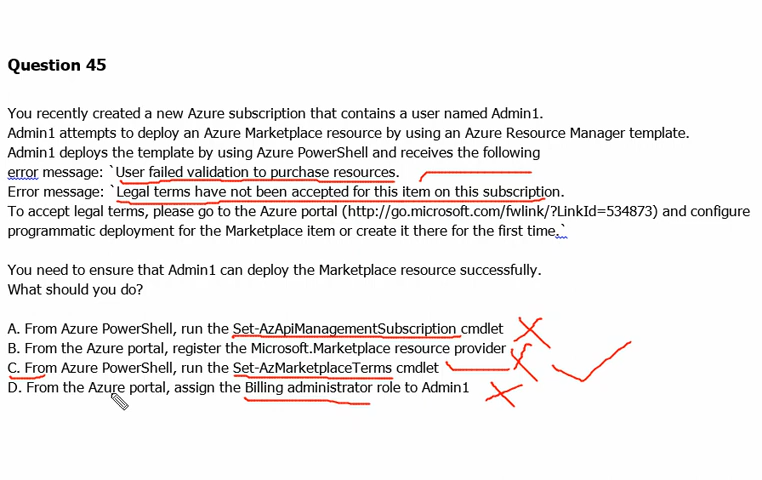 Question 45
You recently created a new Azure subscription that contains a user named Admin1.
Admin1 attempts to deploy an Azure Marketplace resource by using an Azure Resource Manager template.
Admin1 deploys the template by using Azure PowerShell and receives the following
error message: `User failed validation to purchase resources.
Error message: `Legal terms have not been accepted for this item on this subscription.
To accept legal terms, please go to the Azure portal (http://go.microsoft.com/fwlink/?LinkId=534873) and configure
programmatic deployment for the Marketplace item or create it there for the first time.`
You need to ensure that Admin1 can deploy the Marketplace resource successfully.
What should you do?
A. From Azure PowerShell, run the Set-AzApiManagementSubscription cmdlet
B. From the Azure portal, register the Microsoft.Marketplace resource provider
C. From Azure PowerShell, run the Set-AzMarketplaceTerms cmdlet
D. From the Azure portal, assign the Billing administrator role to Admin1